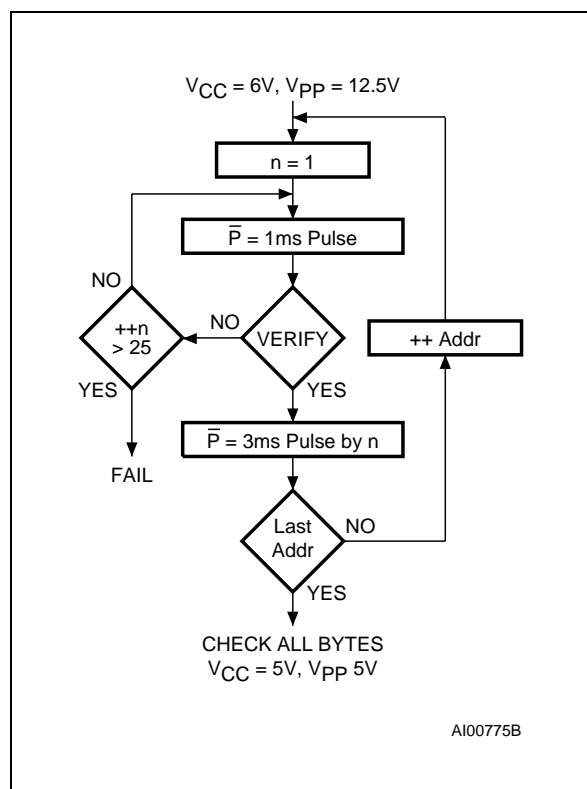 VCC = 6V, VPP = 12.5V
n = 1
P̅ = 1ms Pulse
NO
++n
> 25
NO
VERIFY
++ Addr
YES
YES
P̅ = 3ms Pulse by n
FAIL
Last
Addr
NO
YES
CHECK ALL BYTES
VCC = 5V, VPP 5V
AI00775B